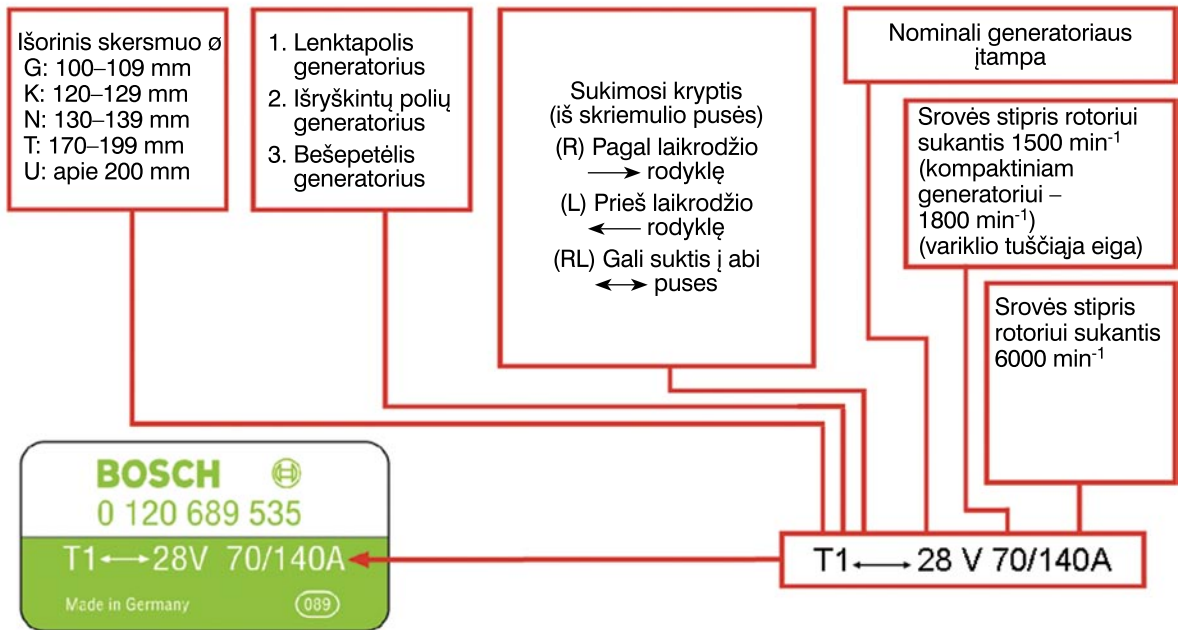 Išorinis skersmuo ø
G: 100–109 mm
K: 120–129 mm
N: 130–139 mm
T: 170–199 mm
U: apie 200 mm
1. Lenktapolis
generatorius
2. Išryškintų polių
generatorius
3. Bešepetėlis
generatorius
Sukimosi kryptis
(iš skriemulio pusės)
(R) Pagal laikrodžio
→ rodyklę
(L) Prieš laikrodžio
← rodyklę
(RL) Gali suktis į abi
↔ puses
Nominali generatoriaus
įtampa
Srovės stipris rotoriui
sukantis 1500 min⁻¹
(kompaktiniam
generatoriui –
1800 min⁻¹)
(variklio tuščiąja eiga)
Srovės stipris
rotoriui sukantis
6000 min⁻¹
BOSCH
0 120 689 535
T1↔28V 70/140A
Made in Germany 089
T1↔28 V 70/140A